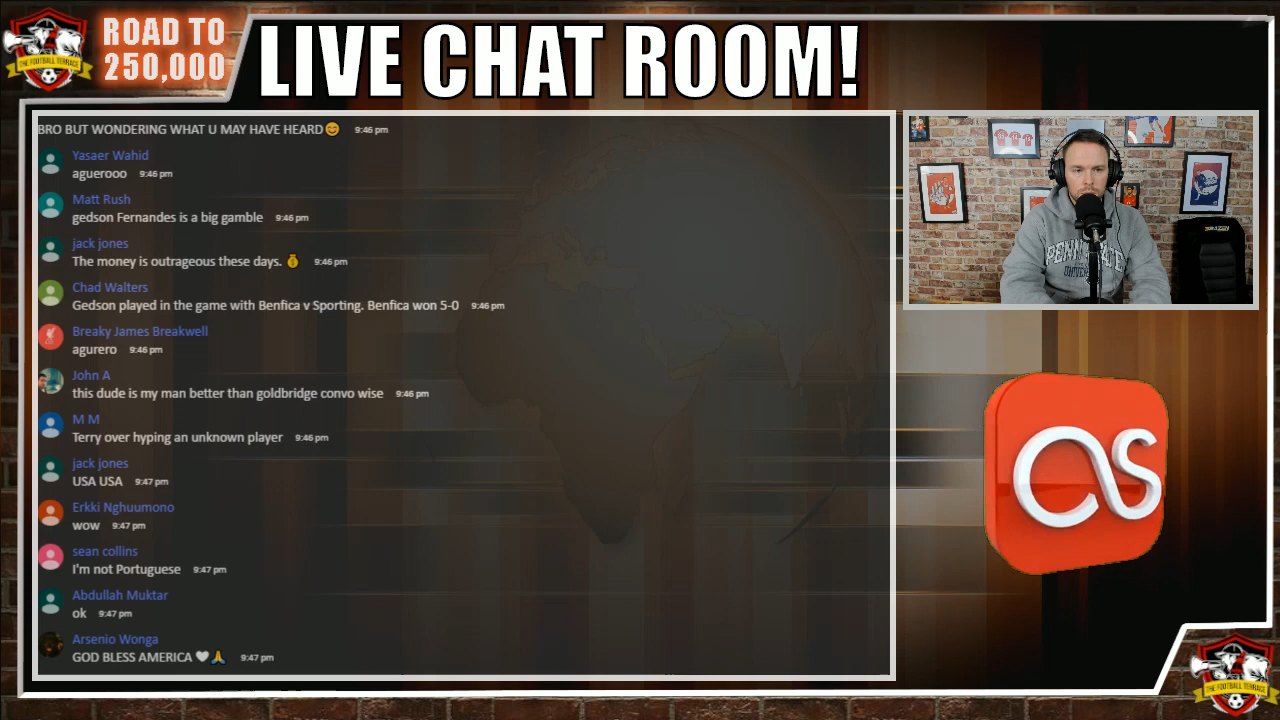 ROAD TO
250,000
LIVE CHAT ROOM!
THE FOOTBALL TERRACE
BRO BUT WONDERING WHAT U MAY HAVE HEARD😊 9:46 pm
Yasaer Wahid
aguerooo 9:46 pm
Matt Rush
gedson Fernandes is a big gamble 9:46 pm
jack jones
The money is outrageous these days. 💰 9:46 pm
Chad Walters
Gedson played in the game with Benfica v Sporting. Benfica won 5-0 9:46 pm
Breaky James Breakwell
agurero 9:46 pm
John A
this dude is my man better than goldbridge convo wise 9:46 pm
M M
Terry over hyping an unknown player 9:46 pm
jack jones
USA USA 9:47 pm
Erkki Nghuumono
wow 9:47 pm
sean collins
I'm not Portuguese 9:47 pm
Abdullah Muktar
ok 9:47 pm
Arsenio Wonga
GOD BLESS AMERICA 🤍🙏 9:47 pm
THE FOOTBALL TERRACE